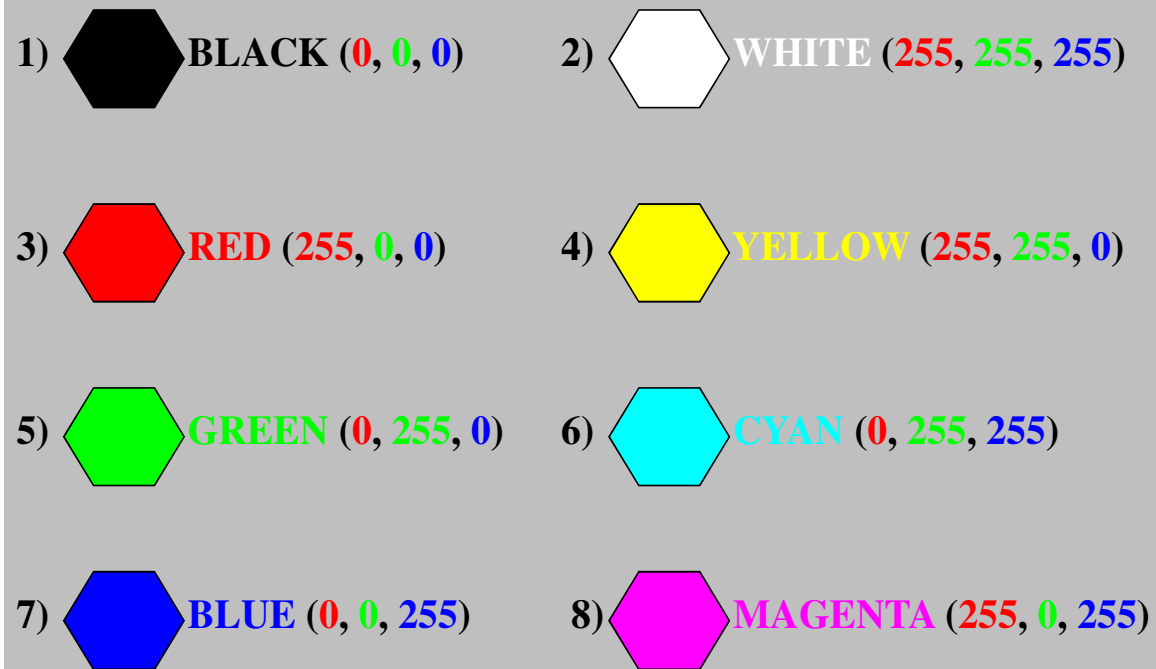 1) BLACK (0, 0, 0) 2) WHITE (255, 255, 255)
3) RED (255, 0, 0) 4) YELLOW (255, 255, 0)
5) GREEN (0, 255, 0) 6) CYAN (0, 255, 255)
7) BLUE (0, 0, 255) 8) MAGENTA (255, 0, 255)